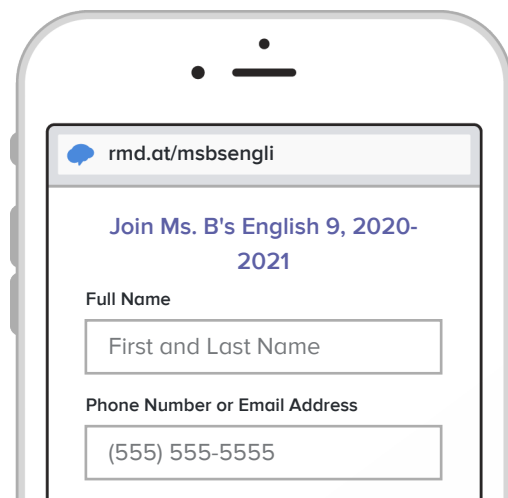 rmd.at/msbsengli
Join Ms. B's English 9, 2020-
2021
Full Name
First and Last Name
Phone Number or Email Address
(555) 555-5555